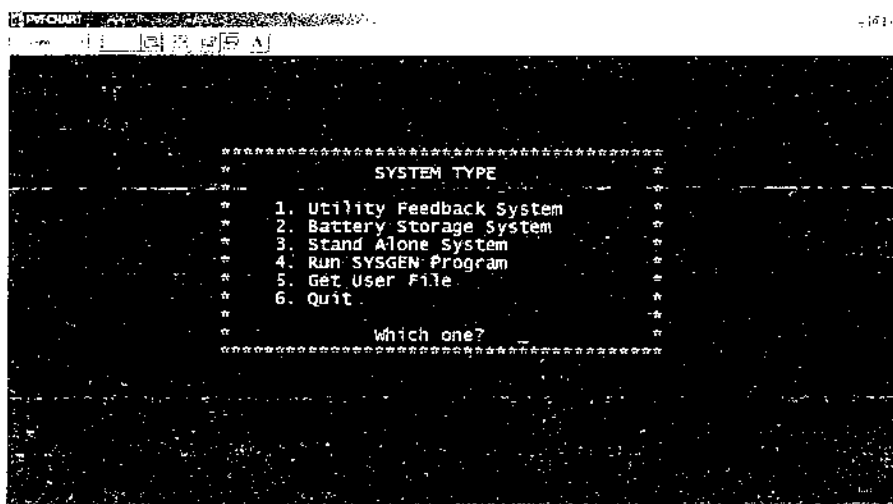 PVFCHART
A
SYSTEM TYPE
1. Utility Feedback System
2. Battery Storage System
3. Stand Alone System
4. Run SYSGEN Program
5. Get User File
6. Quit
Which one? _